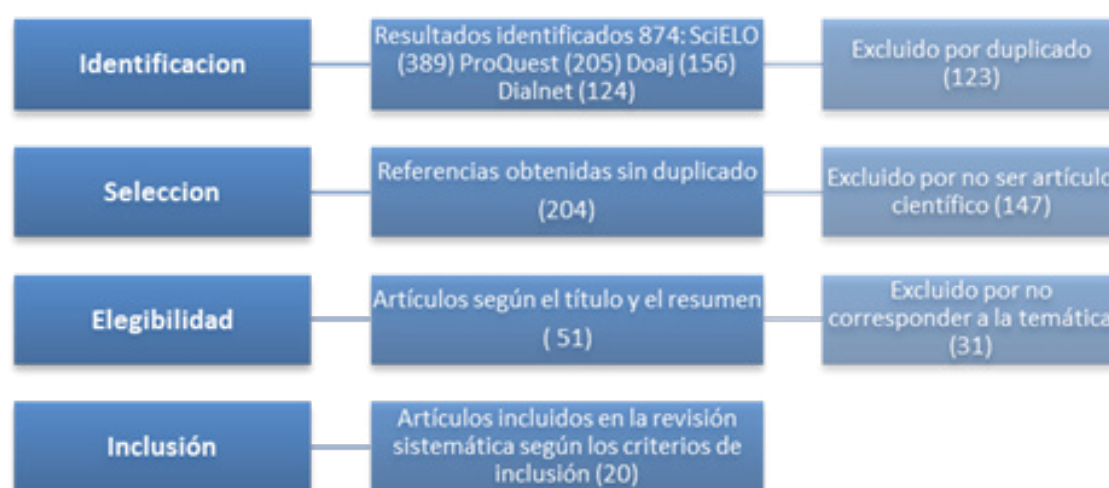 Identificacion
Resultados identificados 874: SciELO
(389) ProQuest (205) Doaj (156)
Dialnet (124)
Excluido por duplicado
(123)
Seleccion
Referencias obtenidas sin duplicado
(204)
Excluido por no ser artículo
científico (147)
Elegibilidad
Artículos según el título y el resumen
( 51)
Excluido por no
corresponder a la temática
(31)
Inclusión
Artículos incluidos en la revisión
sistemática según los criterios de
inclusión (20)